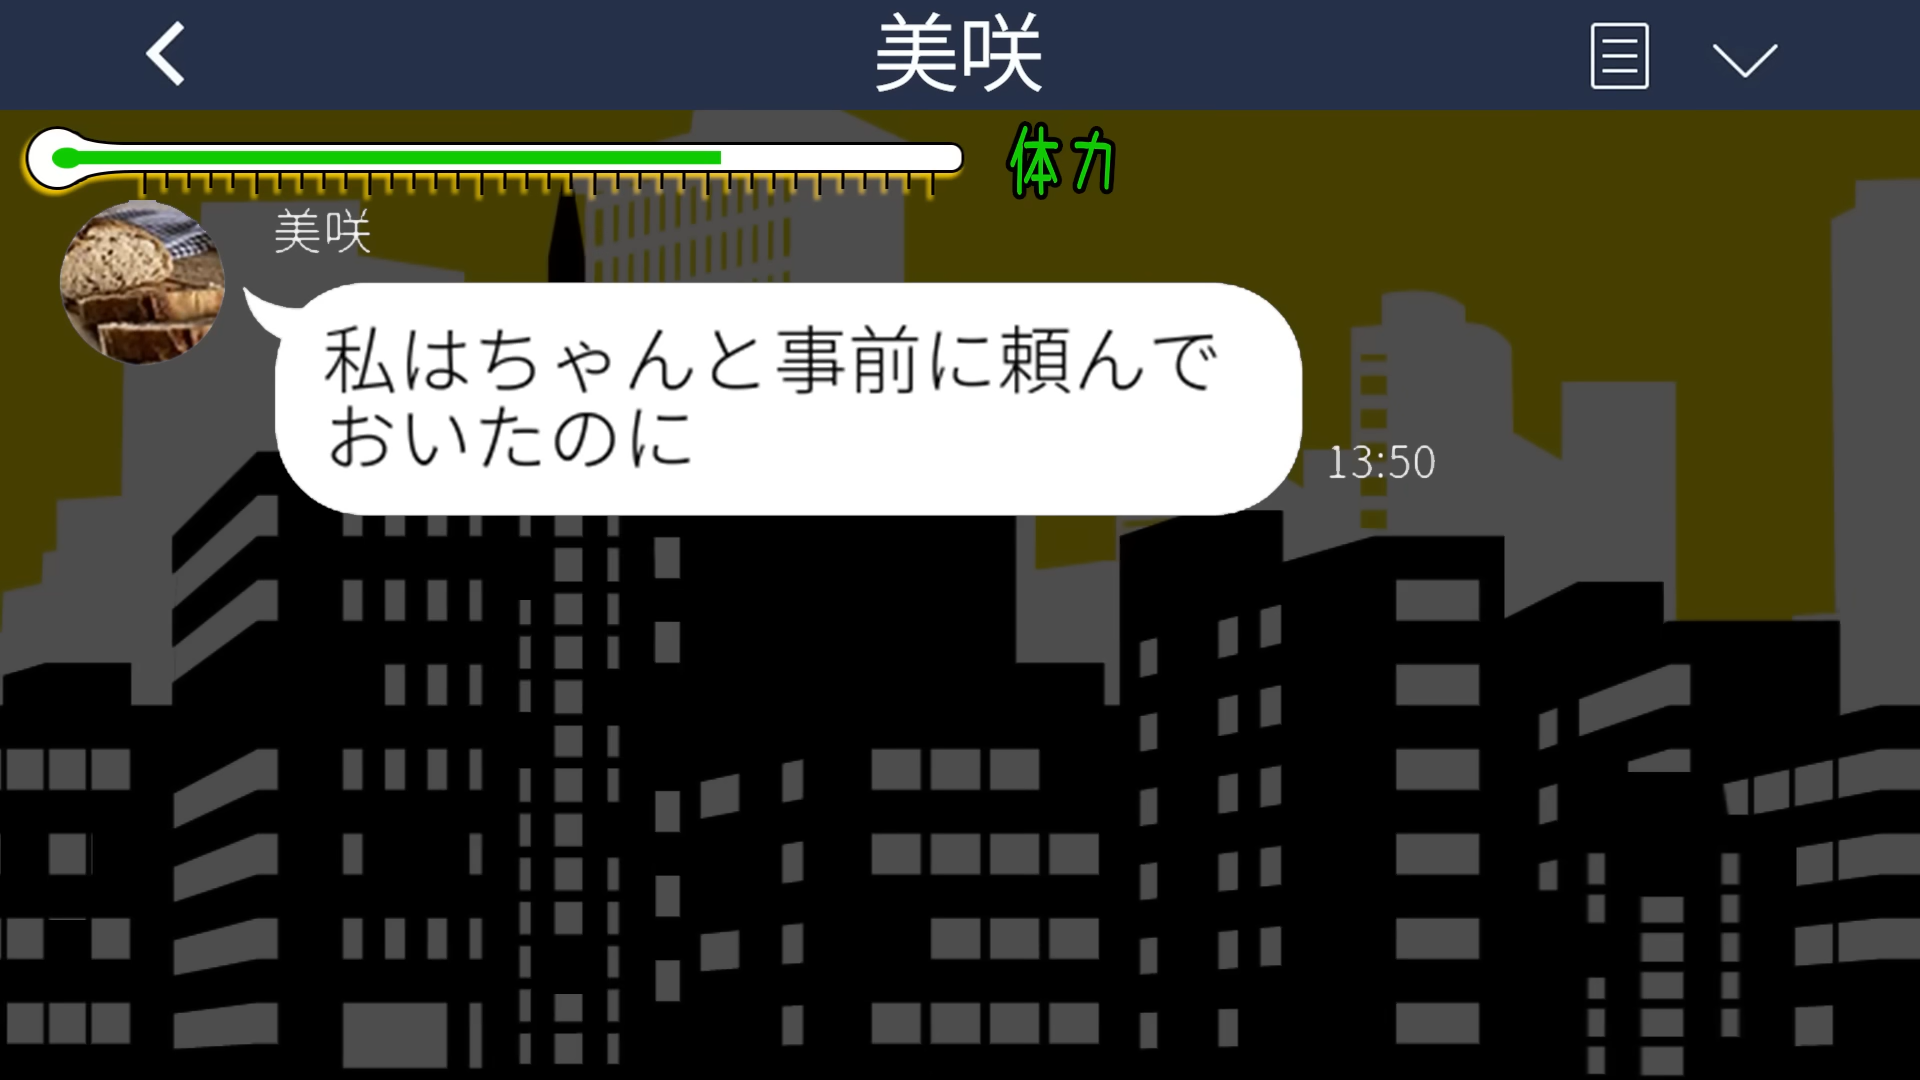 美咲
体力
美咲
私はちゃんと事前に頼んで
おいたのに
13:50